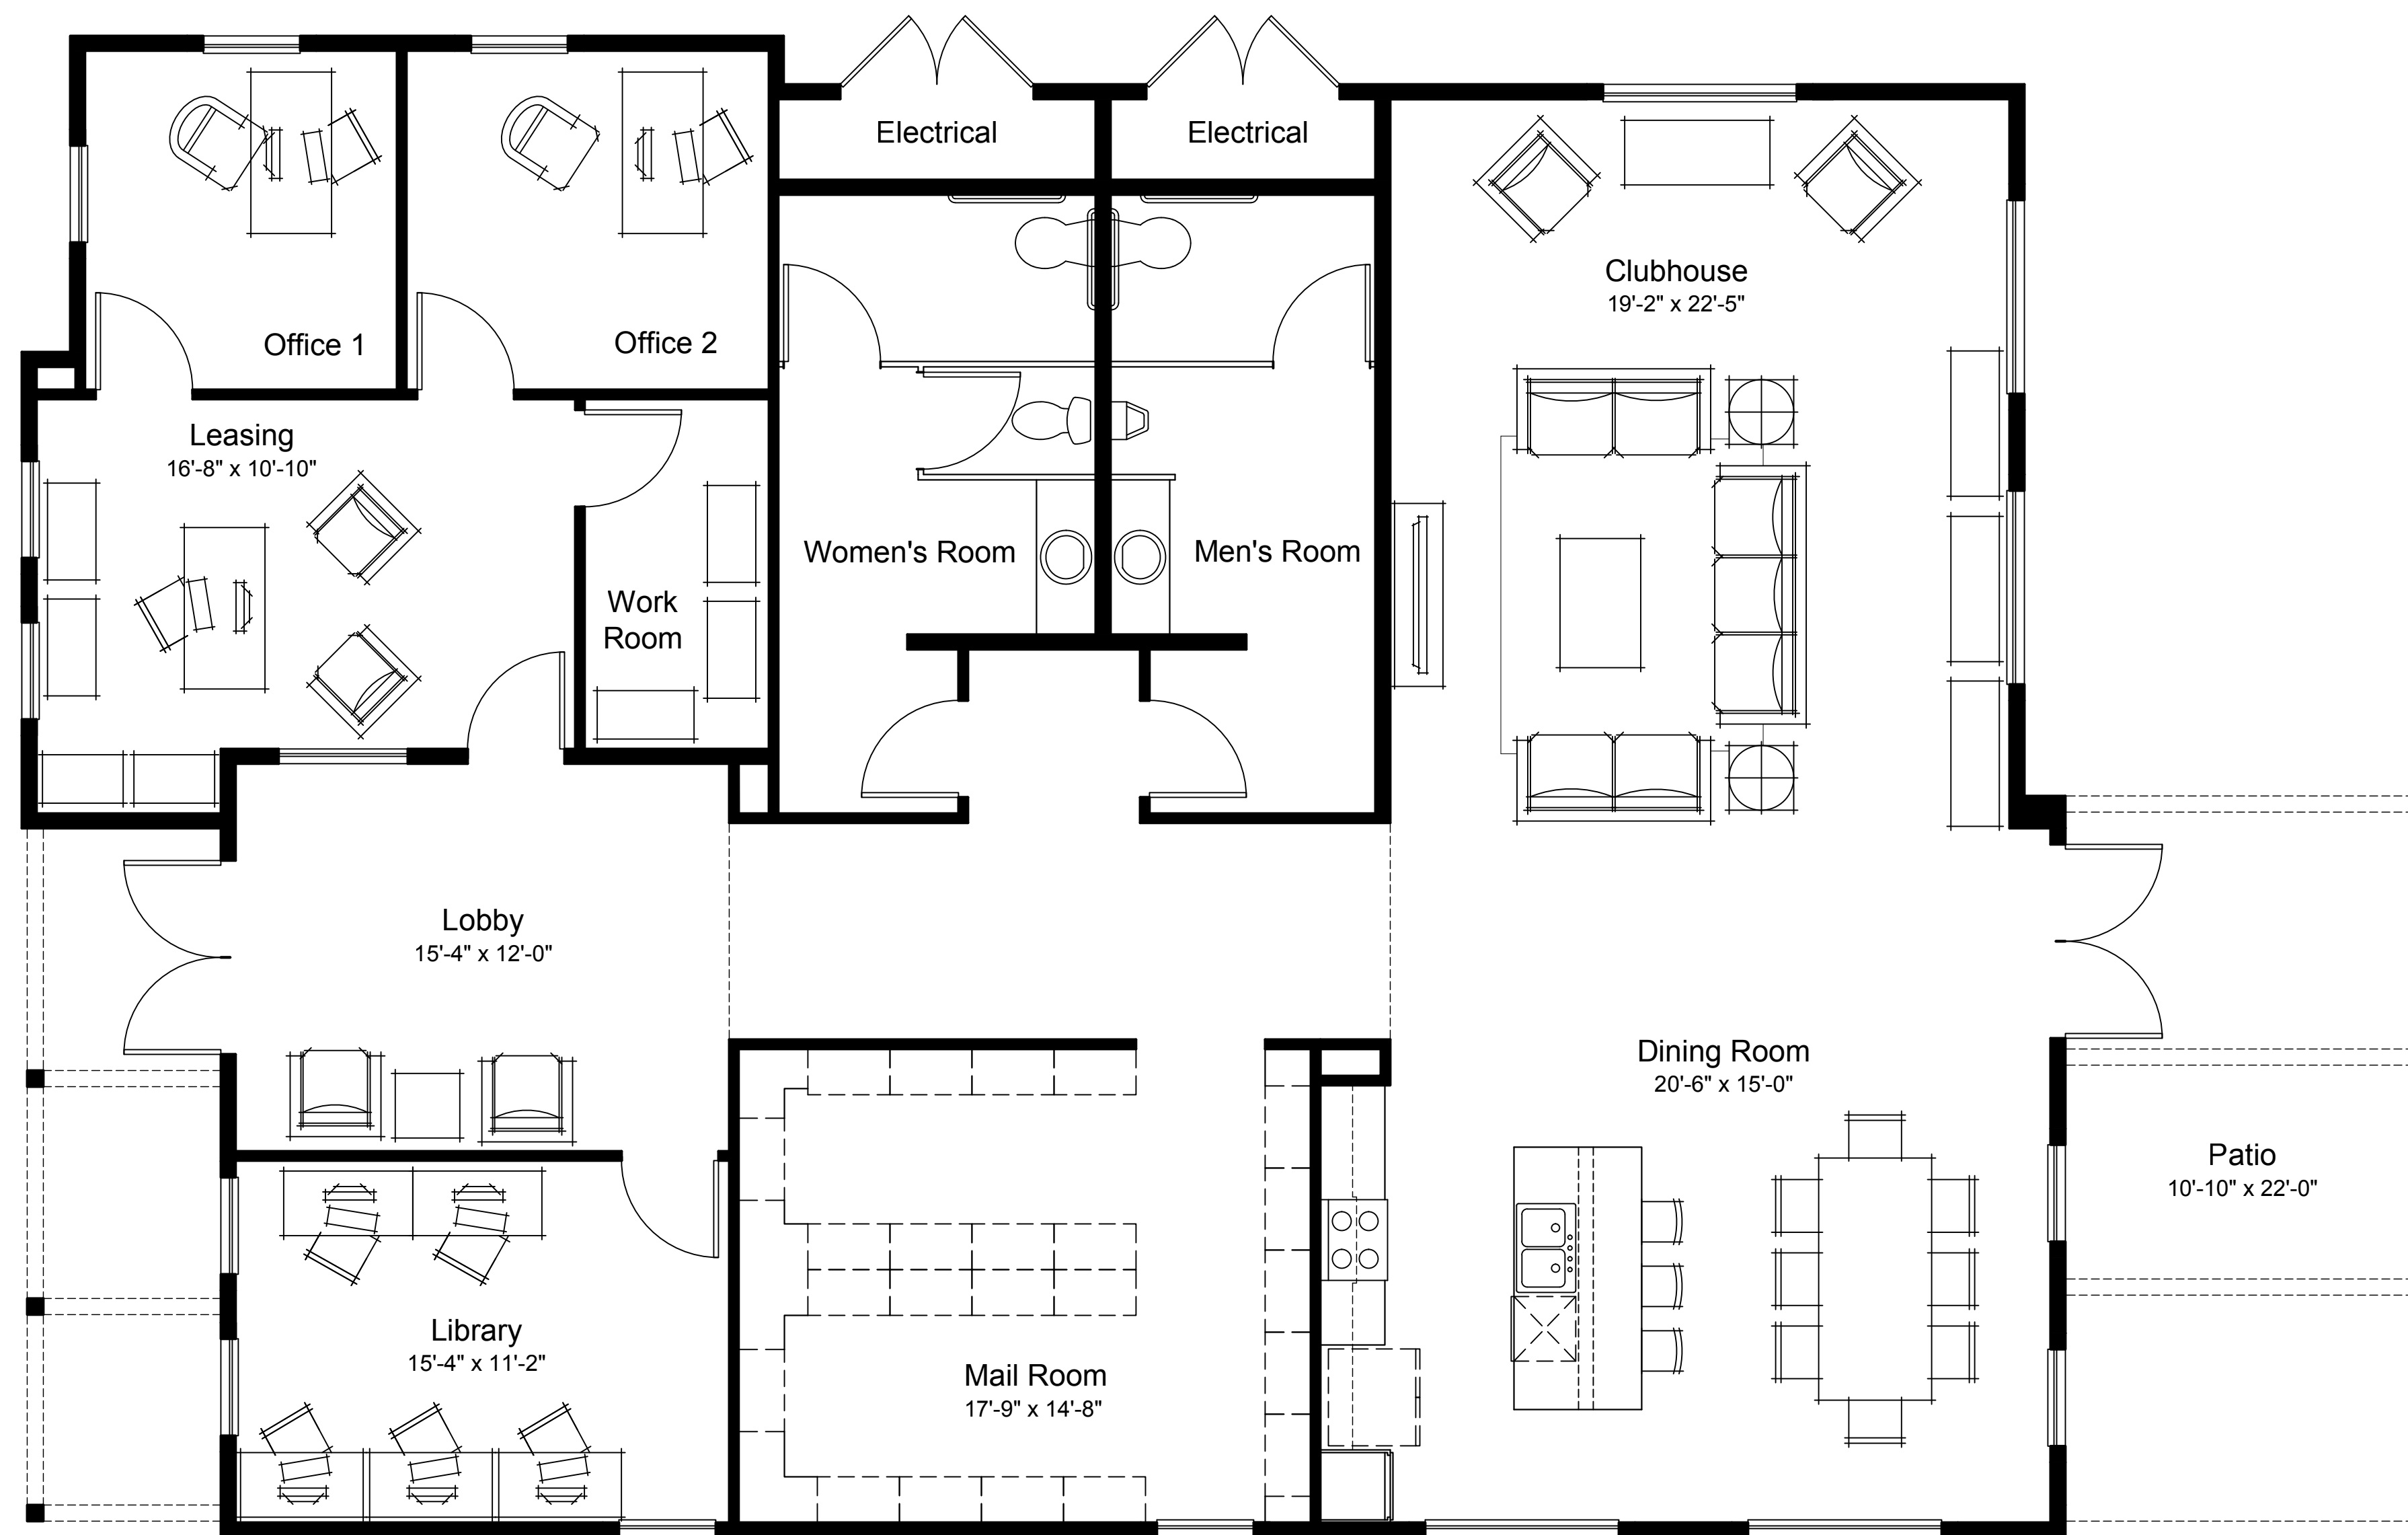 Electrical
Electrical
Clubhouse
19'-2" x 22'-5"
Office 1
Office 2
Leasing
16'-8" x 10'-10"
Women's Room
Men's Room
Work
Room
Lobby
15'-4" x 12'-0"
Dining Room
20'-6" x 15'-0"
Patio
10'-10" x 22'-0"
Library
15'-4" x 11'-2"
Mail Room
17'-9" x 14'-8"